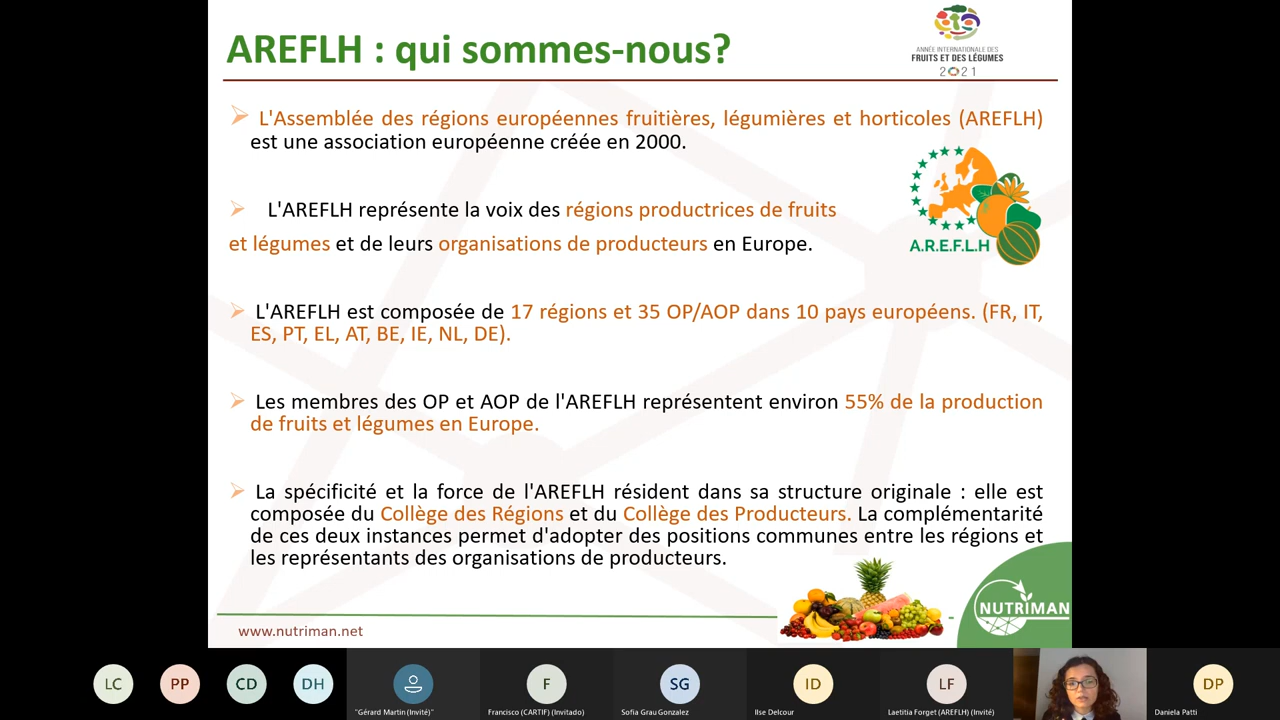 AREFLH : qui sommes-nous?
ANNÉE INTERNATIONALE DES
FRUITS ET DES LÉGUMES
2021
L'Assemblée des régions européennes fruitières, légumières et horticoles (AREFLH)
est une association européenne créée en 2000.
L'AREFLH représente la voix des régions productrices de fruits
et légumes et de leurs organisations de producteurs en Europe.
A.R.E.F.L.H
L'AREFLH est composée de 17 régions et 35 OP/AOP dans 10 pays européens. (FR, IT,
ES, PT, EL, AT, BE, IE, NL, DE).
Les membres des OP et AOP de l'AREFLH représentent environ 55% de la production
de fruits et légumes en Europe.
La spécificité et la force de l'AREFLH résident dans sa structure originale : elle est
composée du Collège des Régions et du Collège des Producteurs. La complémentarité
de ces deux instances permet d'adopter des positions communes entre les régions et
les représentants des organisations de producteurs.
NUTRIMAN
www.nutriman.net
LC PP CD DH F SG ID LF DP
"Gérard Martin (Invité)" Francisco (CARTIF) (Invitado) Sofia Grau Gonzalez Ilse Delcour Laetitia Forget (AREFLH) (Invité) Daniela Patti